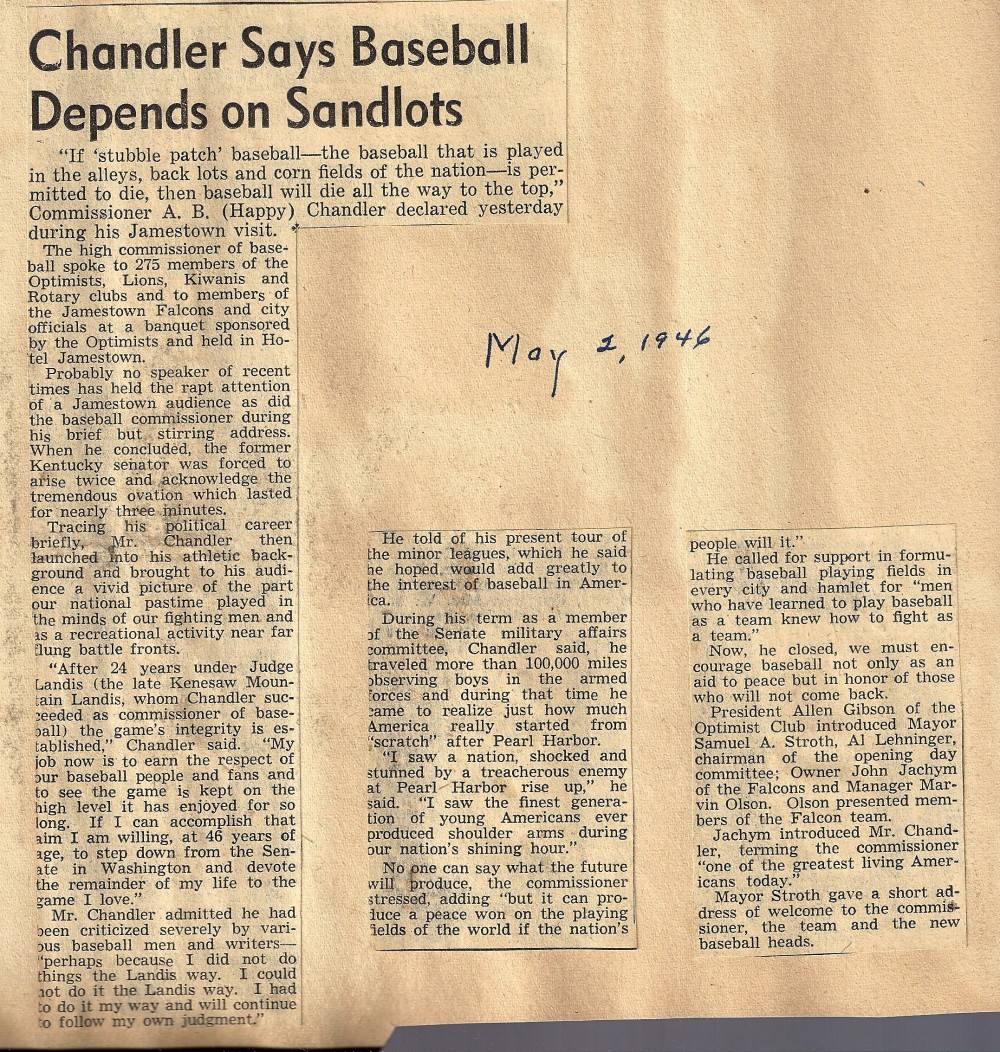 Chandler Says Baseball
Depends on Sandlots
"If 'stubble patch' baseball—the baseball that is played
in the alleys, back lots and corn fields of the nation—is per-
mitted to die, then baseball will die all the way to the top,"
Commissioner A. B. (Happy) Chandler declared yesterday
during his Jamestown visit.
The high commissioner of base-
ball spoke to 275 members of the
Optimists, Lions, Kiwanis and
Rotary clubs and to members of
the Jamestown Falcons and city
officials at a banquet sponsored
by the Optimists and held in Ho-
tel Jamestown.
Probably no speaker of recent
times has held the rapt attention
of a Jamestown audience as did
the baseball commissioner during
his brief but stirring address.
When he concluded, the former
Kentucky senator was forced to
arise twice and acknowledge the
tremendous ovation which lasted
for nearly three minutes.
Tracing his political career
briefly, Mr. Chandler then
launched into his athletic back-
ground and brought to his audi-
ence a vivid picture of the part
our national pastime played in
the minds of our fighting men and
as a recreational activity near far
flung battle fronts.
"After 24 years under Judge
Landis (the late Kenesaw Moun-
tain Landis, whom Chandler suc-
ceeded as commissioner of base-
ball) the game's integrity is es-
tablished," Chandler said. "My
job now is to earn the respect of
our baseball people and fans and
to see the game is kept on the
high level it has enjoyed for so
long. If I can accomplish that
aim I am willing, at 46 years of
age, to step down from the Sen-
ate in Washington and devote
the remainder of my life to the
game I love."
Mr. Chandler admitted he had
been criticized severely by vari-
ous baseball men and writers—
"perhaps because I did not do
things the Landis way. I could
not do it the Landis way. I had
to do it my way and will continue
to follow my own judgment."
May 2, 1946
He told of his present tour of
the minor leagues, which he said
he hoped would add greatly to
the interest of baseball in Amer-
ica.
During his term as a member
of the Senate military affairs
committee, Chandler said, he
traveled more than 100,000 miles
observing boys in the armed
forces and during that time he
came to realize just how much
America really started from
"scratch" after Pearl Harbor.
"I saw a nation, shocked and
stunned by a treacherous enemy
at Pearl Harbor rise up," he
said. "I saw the finest genera-
tion of young Americans ever
produced shoulder arms during
our nation's shining hour."
No one can say what the future
will produce, the commissioner
stressed, adding "but it can pro-
duce a peace won on the playing
fields of the world if the nation's
people will it."
He called for support in formu-
lating baseball playing fields in
every city and hamlet for "men
who have learned to play baseball
as a team knew how to fight as
a team."
Now, he closed, we must en-
courage baseball not only as an
aid to peace but in honor of those
who will not come back.
President Allen Gibson of the
Optimist Club introduced Mayor
Samuel A. Stroth, Al Lehninger,
chairman of the opening day
committee; Owner John Jachym
of the Falcons and Manager Mar-
vin Olson. Olson presented mem-
bers of the Falcon team.
Jachym introduced Mr. Chand-
ler, terming the commissioner
"one of the greatest living Amer-
icans today."
Mayor Stroth gave a short ad-
dress of welcome to the commis-
sioner, the team and the new
baseball heads.